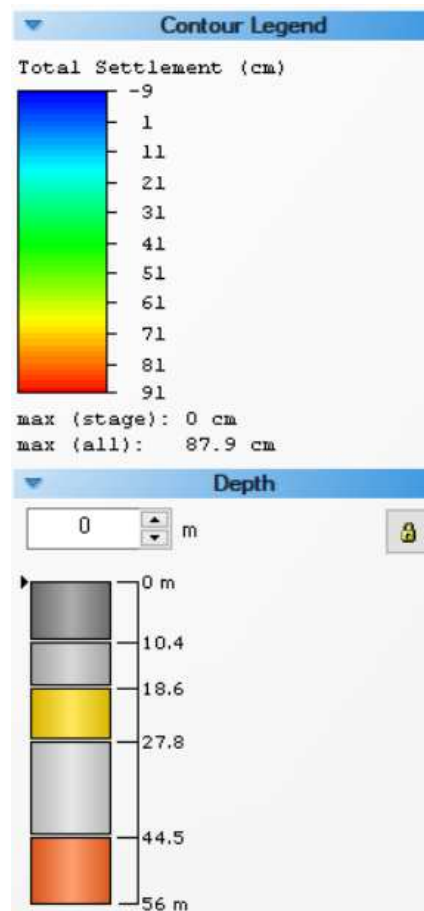 Contour Legend
Total Settlement (cm)
-9
1
11
21
31
41
51
61
71
81
91
max (stage): 0 cm
max (all): 87.9 cm
Depth
0 m
0 m
10.4
18.6
27.8
44.5
56 m